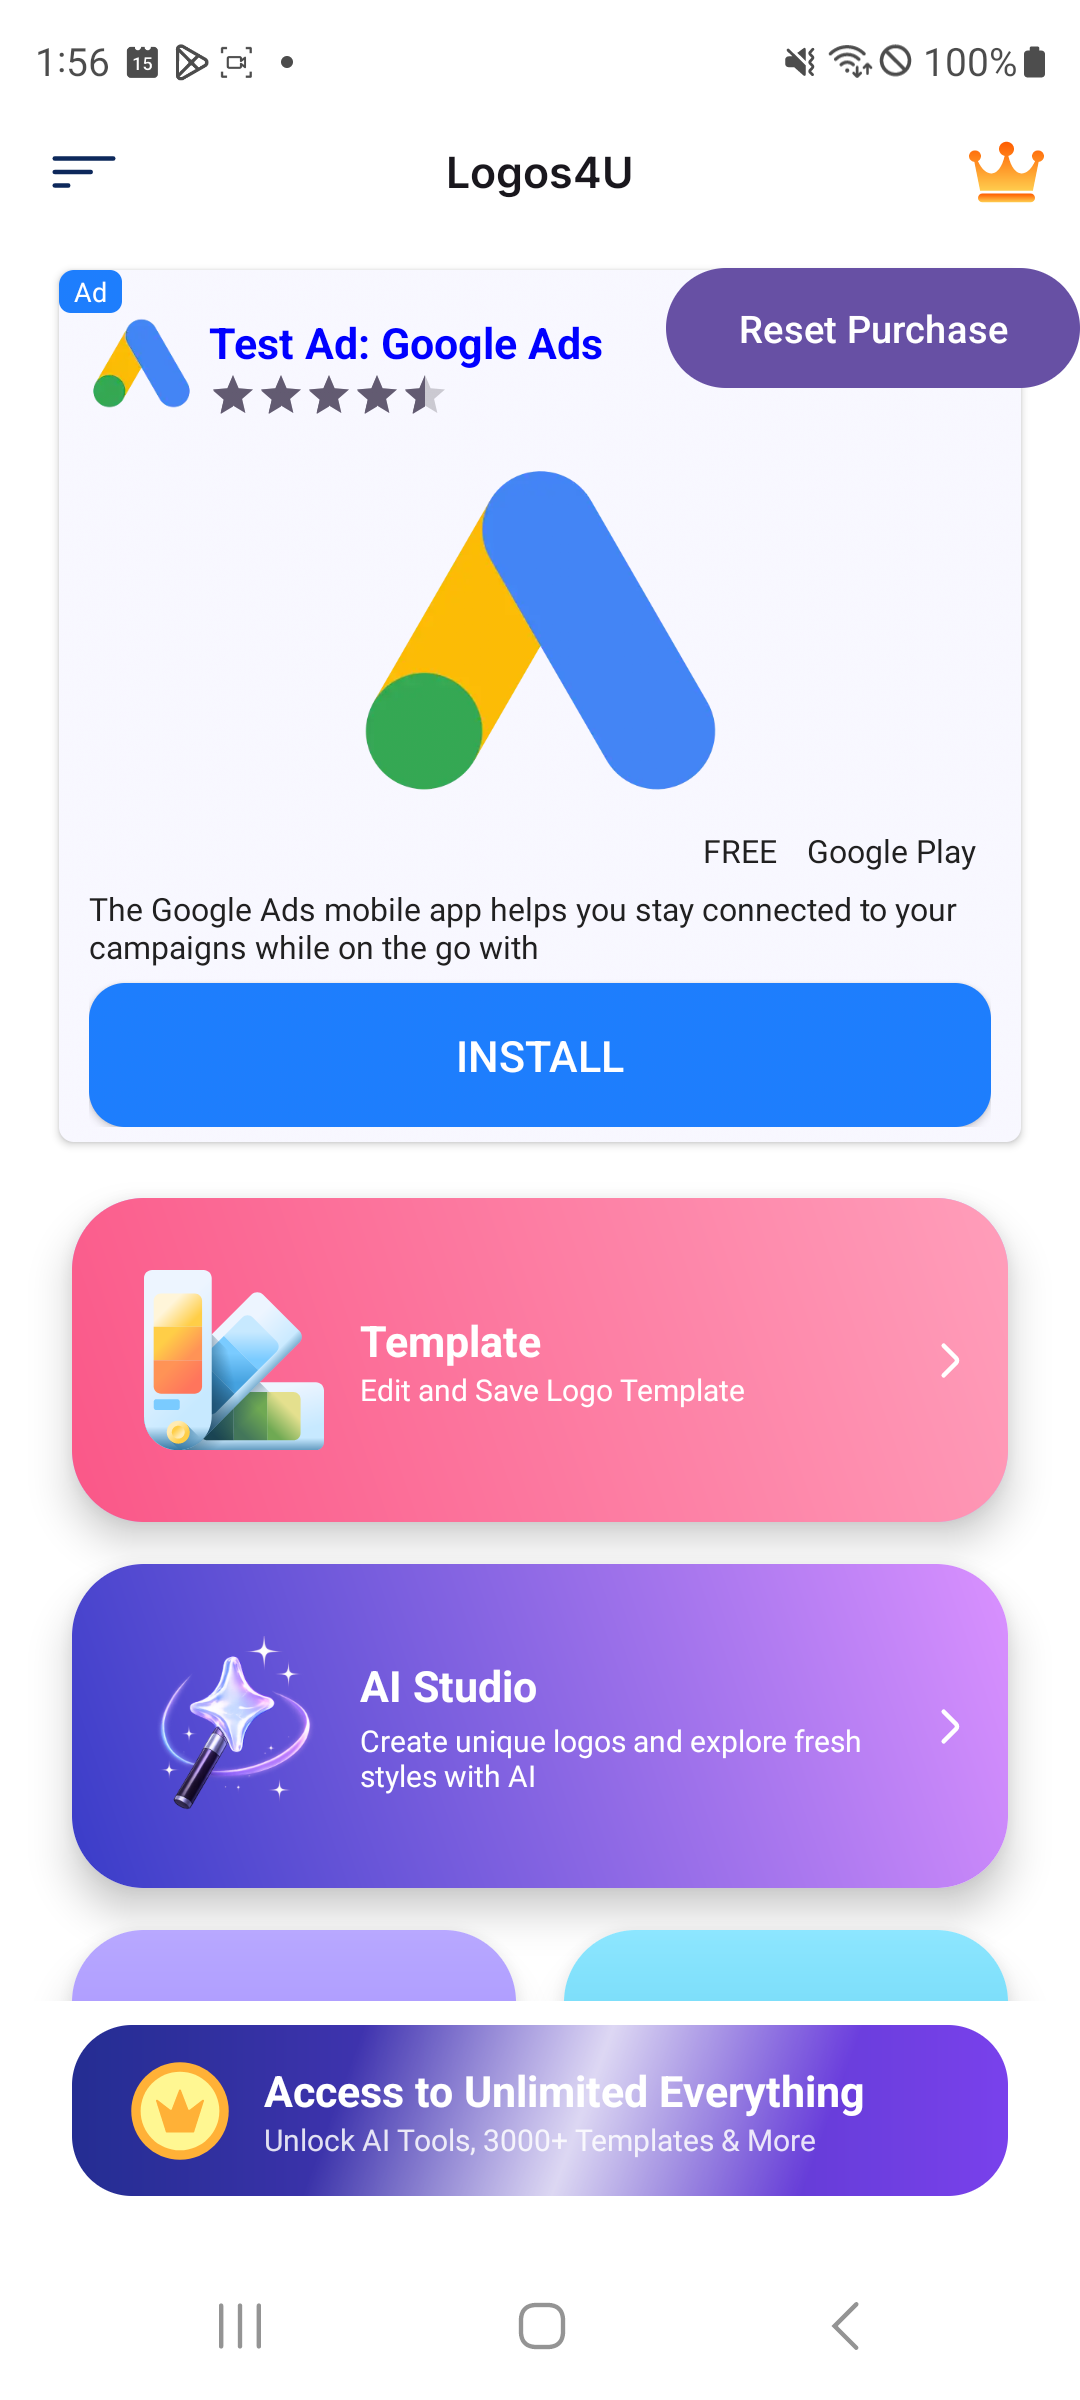 1:56
15
100%
Logos4U
Ad
Test Ad: Google Ads
Reset Purchase
FREE Google Play
The Google Ads mobile app helps you stay connected to your
campaigns while on the go with
INSTALL
Template
Edit and Save Logo Template
AI Studio
Create unique logos and explore fresh
styles with AI
Access to Unlimited Everything
Unlock AI Tools, 3000+ Templates & More